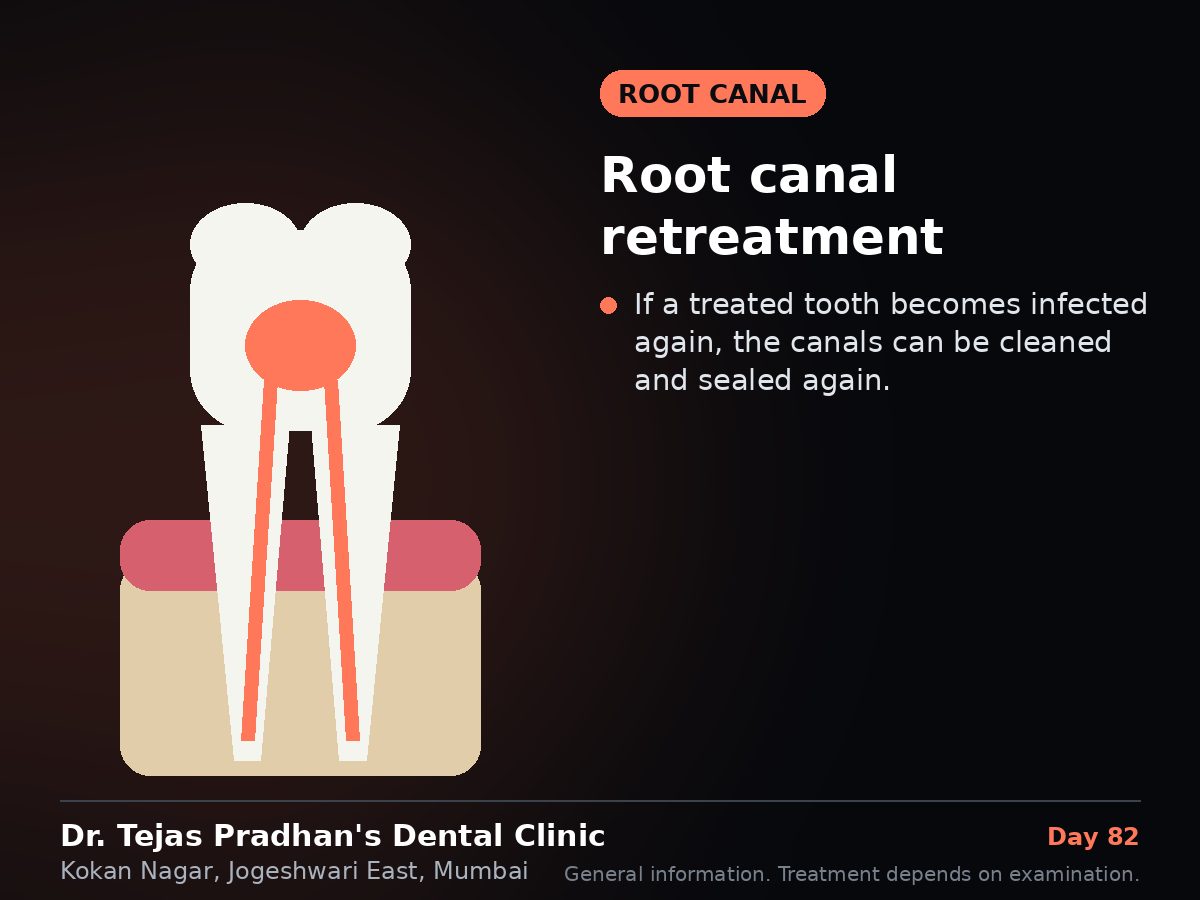 ROOT CANAL
Root canal
retreatment
If a treated tooth becomes infected
again, the canals can be cleaned
and sealed again.
Dr. Tejas Pradhan's Dental Clinic
Day 82
Kokan Nagar, Jogeshwari East, Mumbai
General information. Treatment depends on examination.